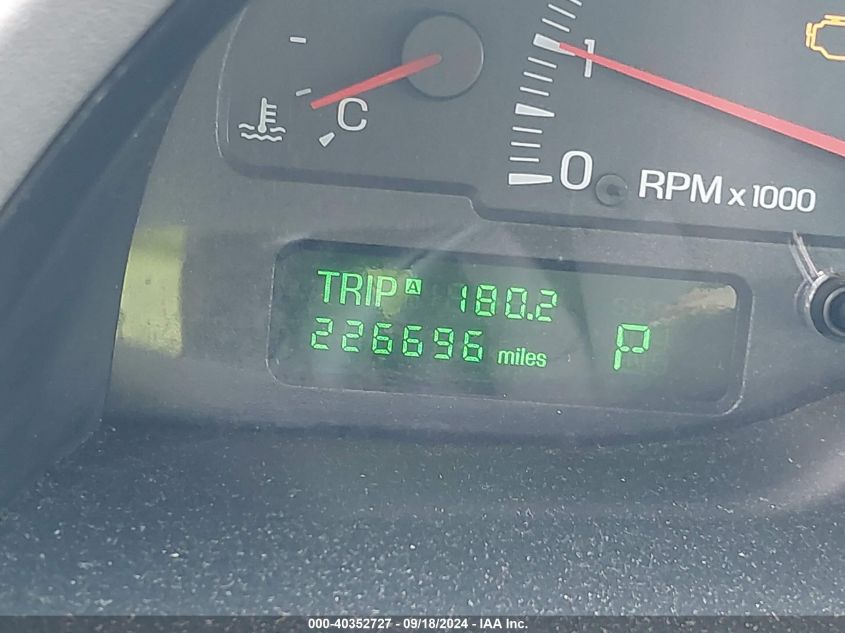 1
C
0
RPM x 1000
TRIP A 180.2
226696 miles
P
000-40352727 - 09/18/2024 - IAA Inc.